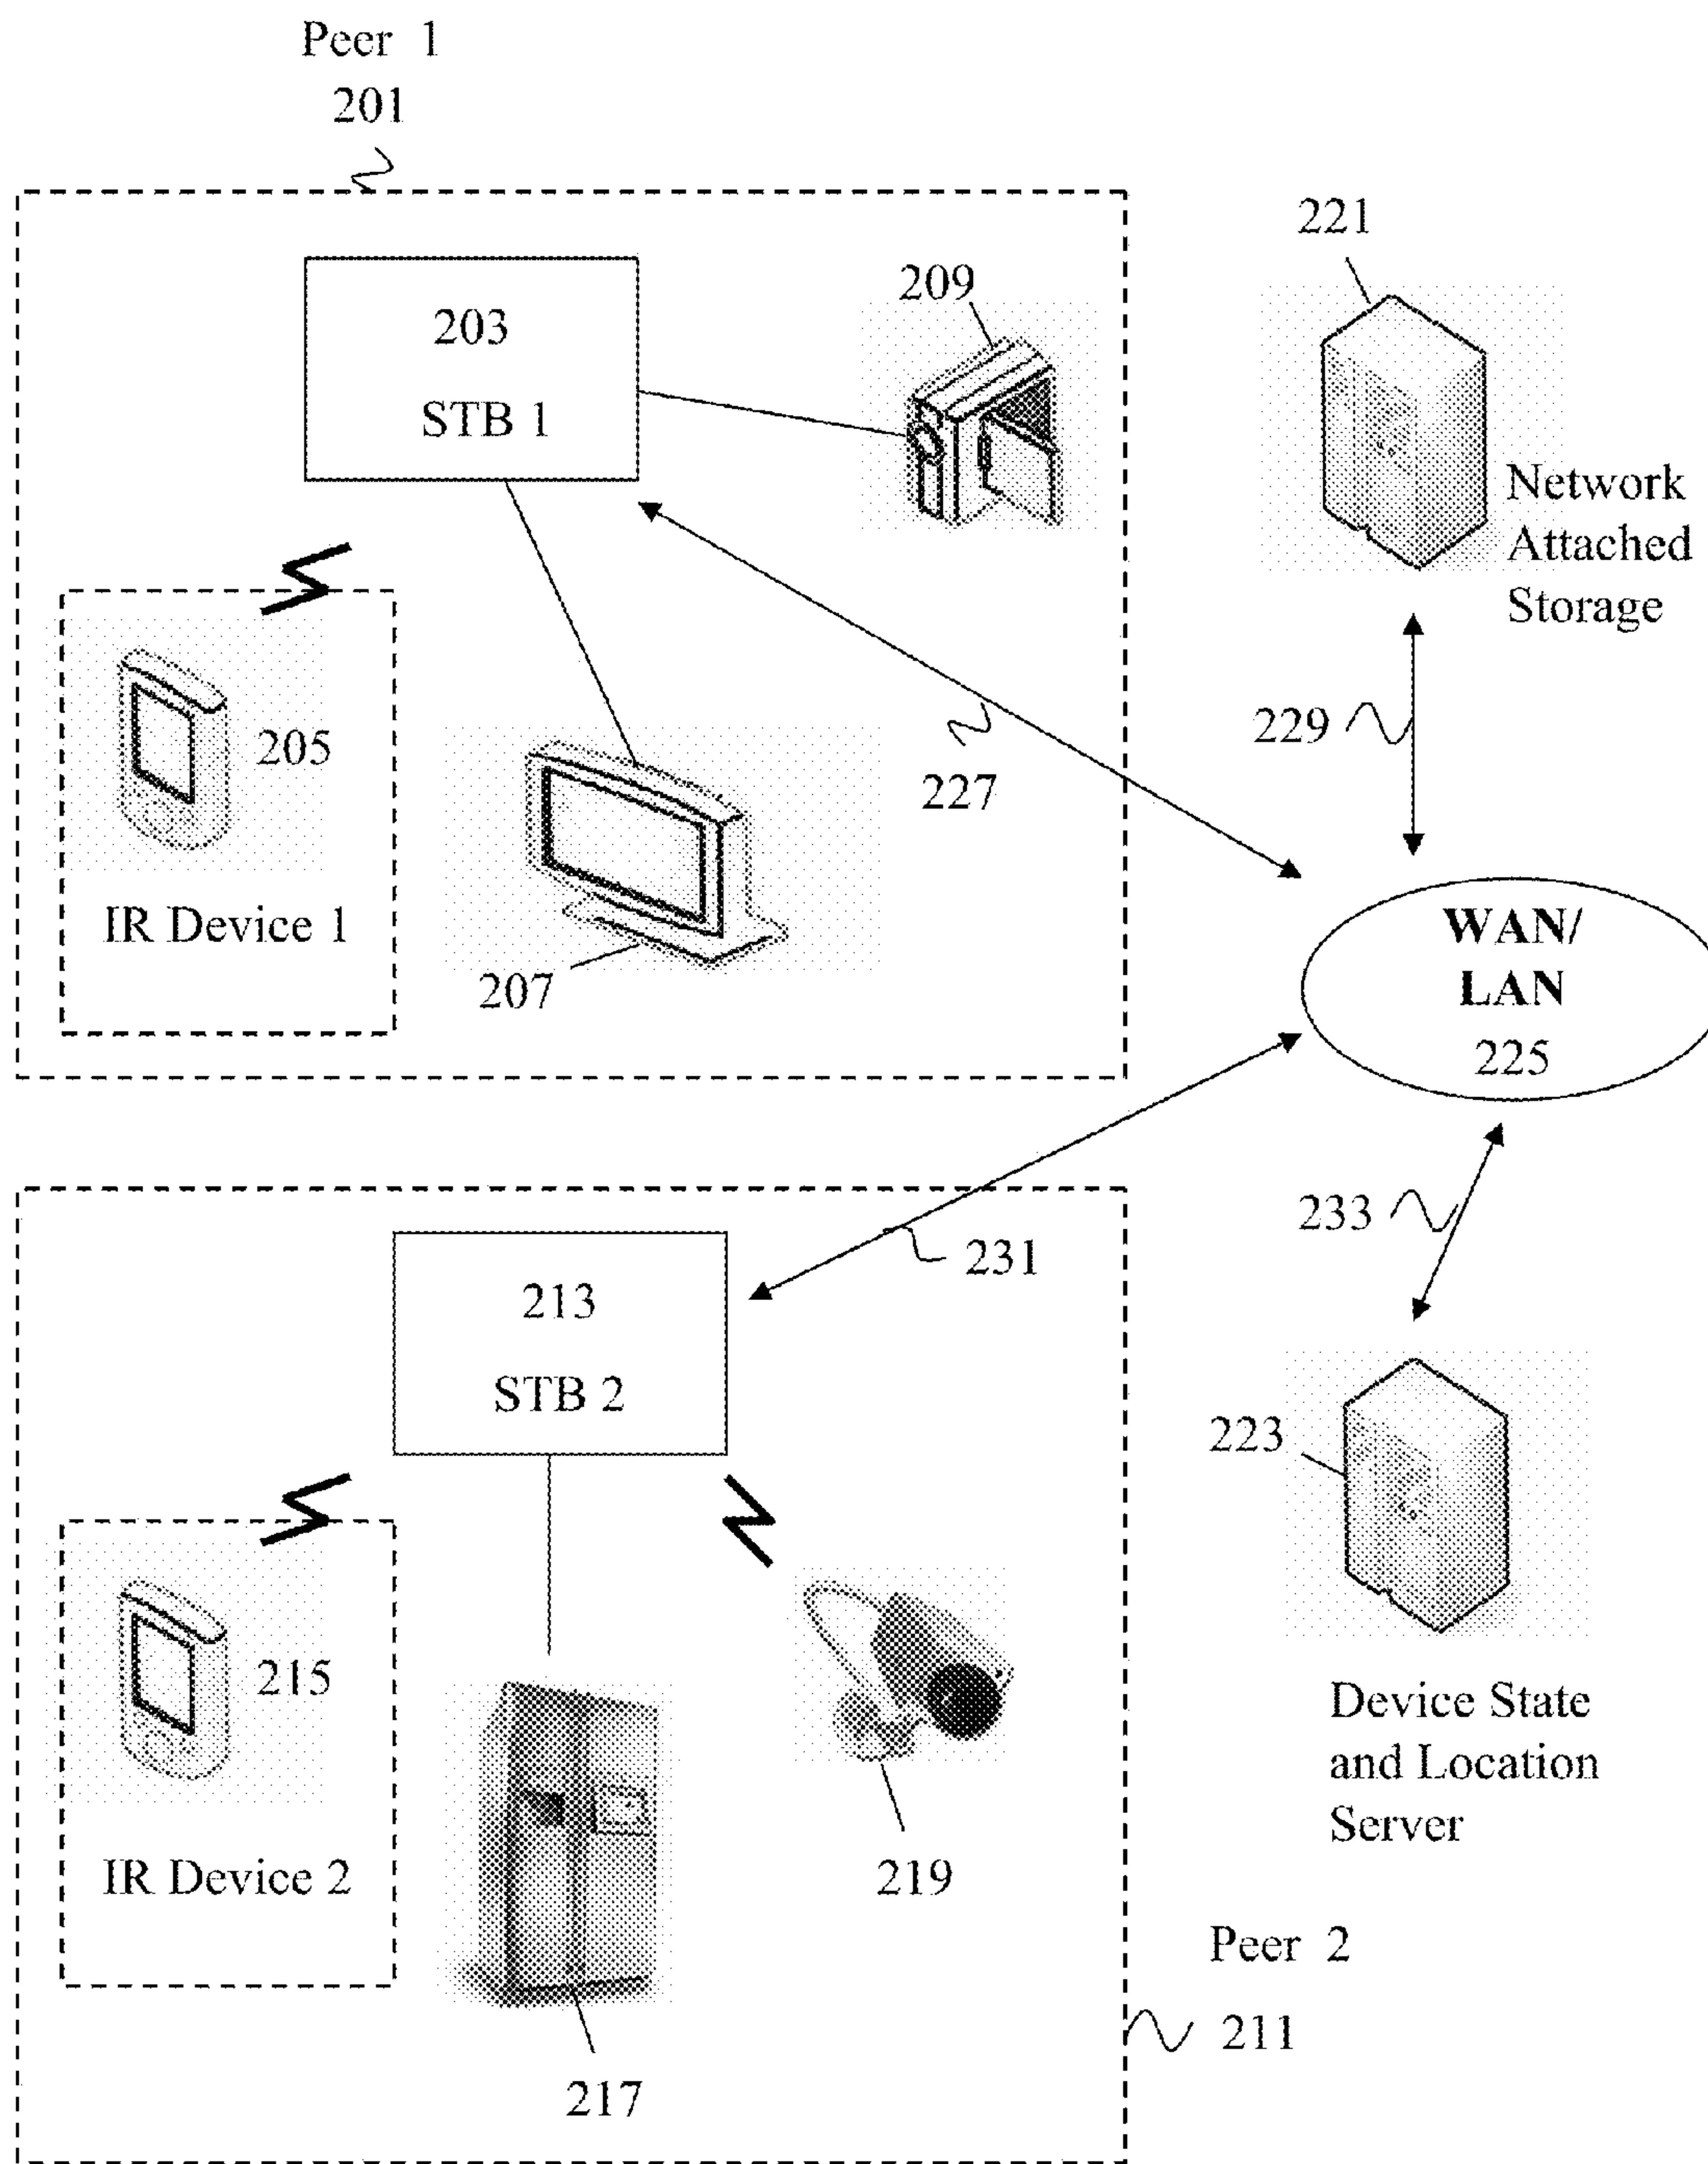 Peer 1
201
203
STB 1
209
221
Network
Attached
Storage
205
IR Device 1
207
227
229
WAN/
LAN
225
213
STB 2
231
233
223
215
IR Device 2
219
Device State
and Location
Server
Peer 2
211
217